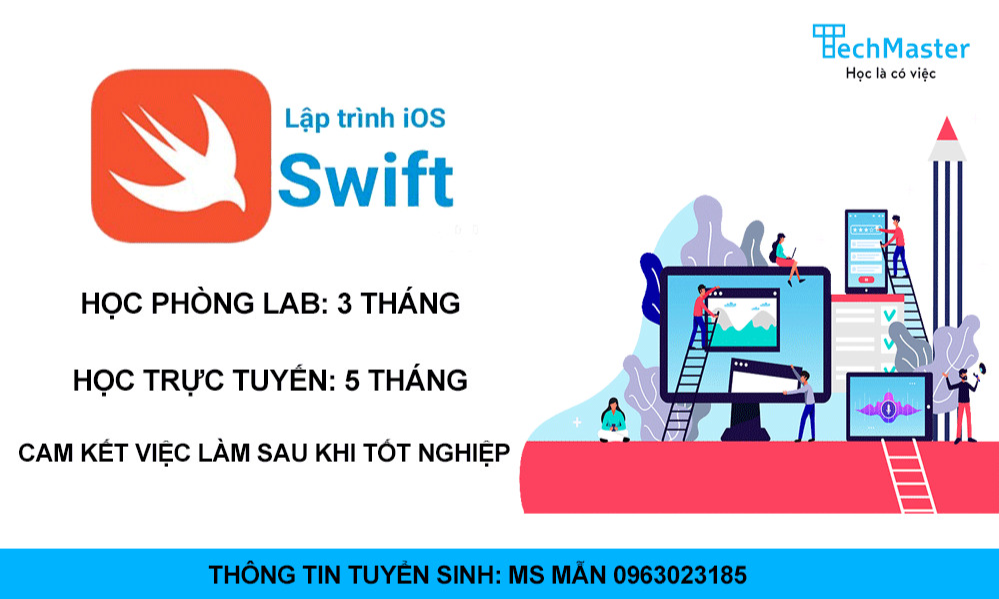 TechMaster
Học là có việc
Lập trình iOS
Swift
HỌC PHÒNG LAB: 3 THÁNG
HỌC TRỰC TUYẾN: 5 THÁNG
CAM KẾT VIỆC LÀM SAU KHI TỐT NGHIỆP
THÔNG TIN TUYỂN SINH: MS MẪN 0963023185